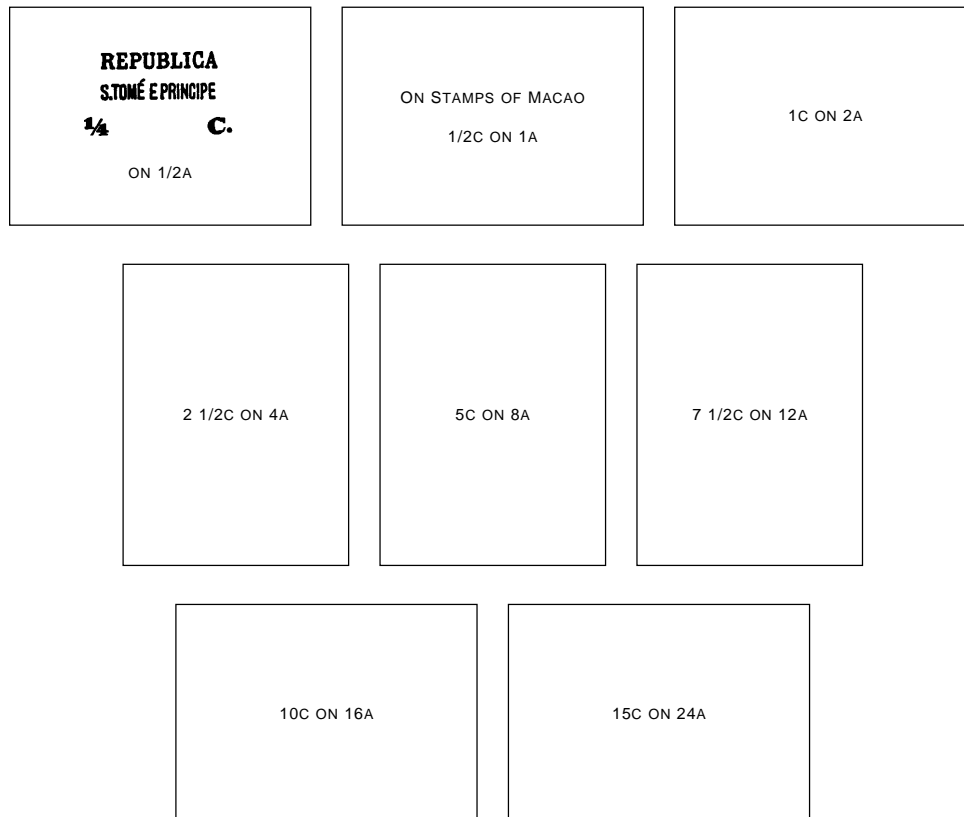 REPUBLICA
S.TOMÉ E PRINCIPE
¼ C.
ON 1/2A
ON STAMPS OF MACAO
1/2C ON 1A
1C ON 2A
2 1/2C ON 4A
5C ON 8A
7 1/2C ON 12A
10C ON 16A
15C ON 24A